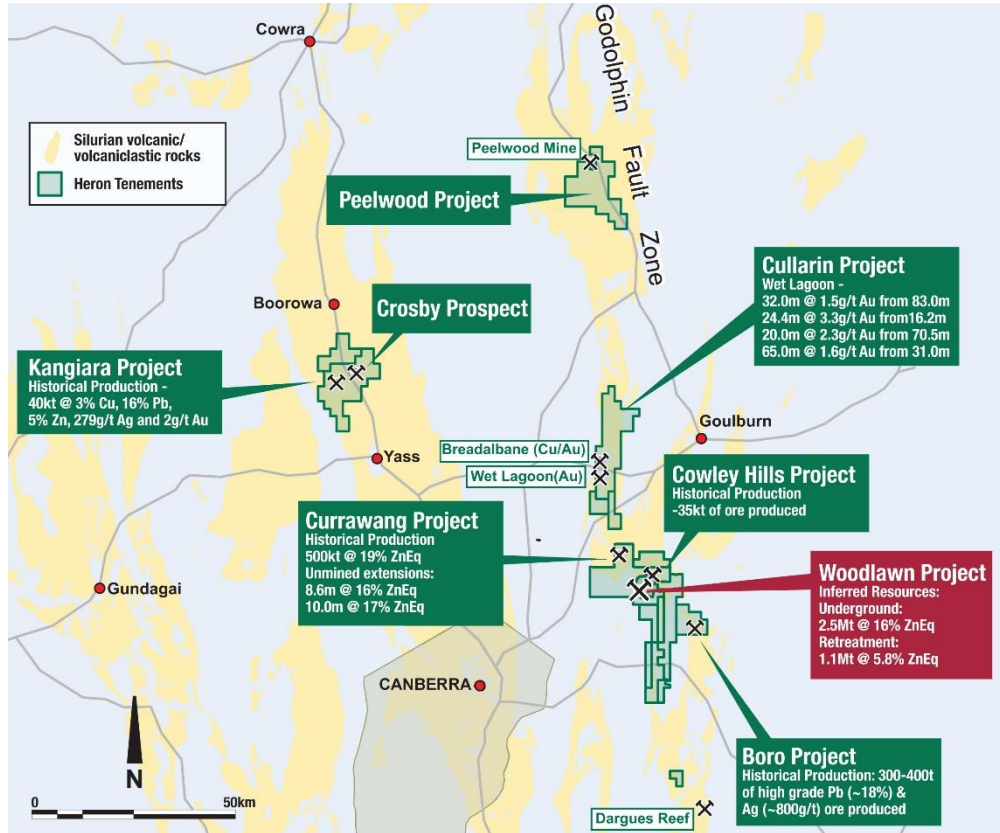 Cowra
Godolphin
Fault
Zone
Silurian volcanic/
volcaniclastic rocks
Heron Tenements
Peelwood Mine
Peelwood Project
Cullarin Project
Wet Lagoon -
32.0m @ 1.5g/t Au from 83.0m
24.4m @ 3.3g/t Au from16.2m
20.0m @ 2.3g/t Au from 70.5m
65.0m @ 1.6g/t Au from 31.0m
Boorowa
Crosby Prospect
Kangiara Project
Historical Production -
40kt @ 3% Cu, 16% Pb,
5% Zn, 279g/t Ag and 2g/t Au
Goulburn
Breadalbane (Cu/Au)
Wet Lagoon(Au)
Yass
Cowley Hills Project
Historical Production
-35kt of ore produced
Currawang Project
Historical Production
500kt @ 19% ZnEq
Unmined extensions:
8.6m @ 16% ZnEq
10.0m @ 17% ZnEq
Woodlawn Project
Inferred Resources:
Underground:
2.5Mt @ 16% ZnEq
Retreatment:
1.1Mt @ 5.8% ZnEq
Gundagai
CANBERRA
Boro Project
Historical Production: 300-400t
of high grade Pb (~18%) &
Ag (~800g/t) ore produced
N
0 50km
Dargues Reef